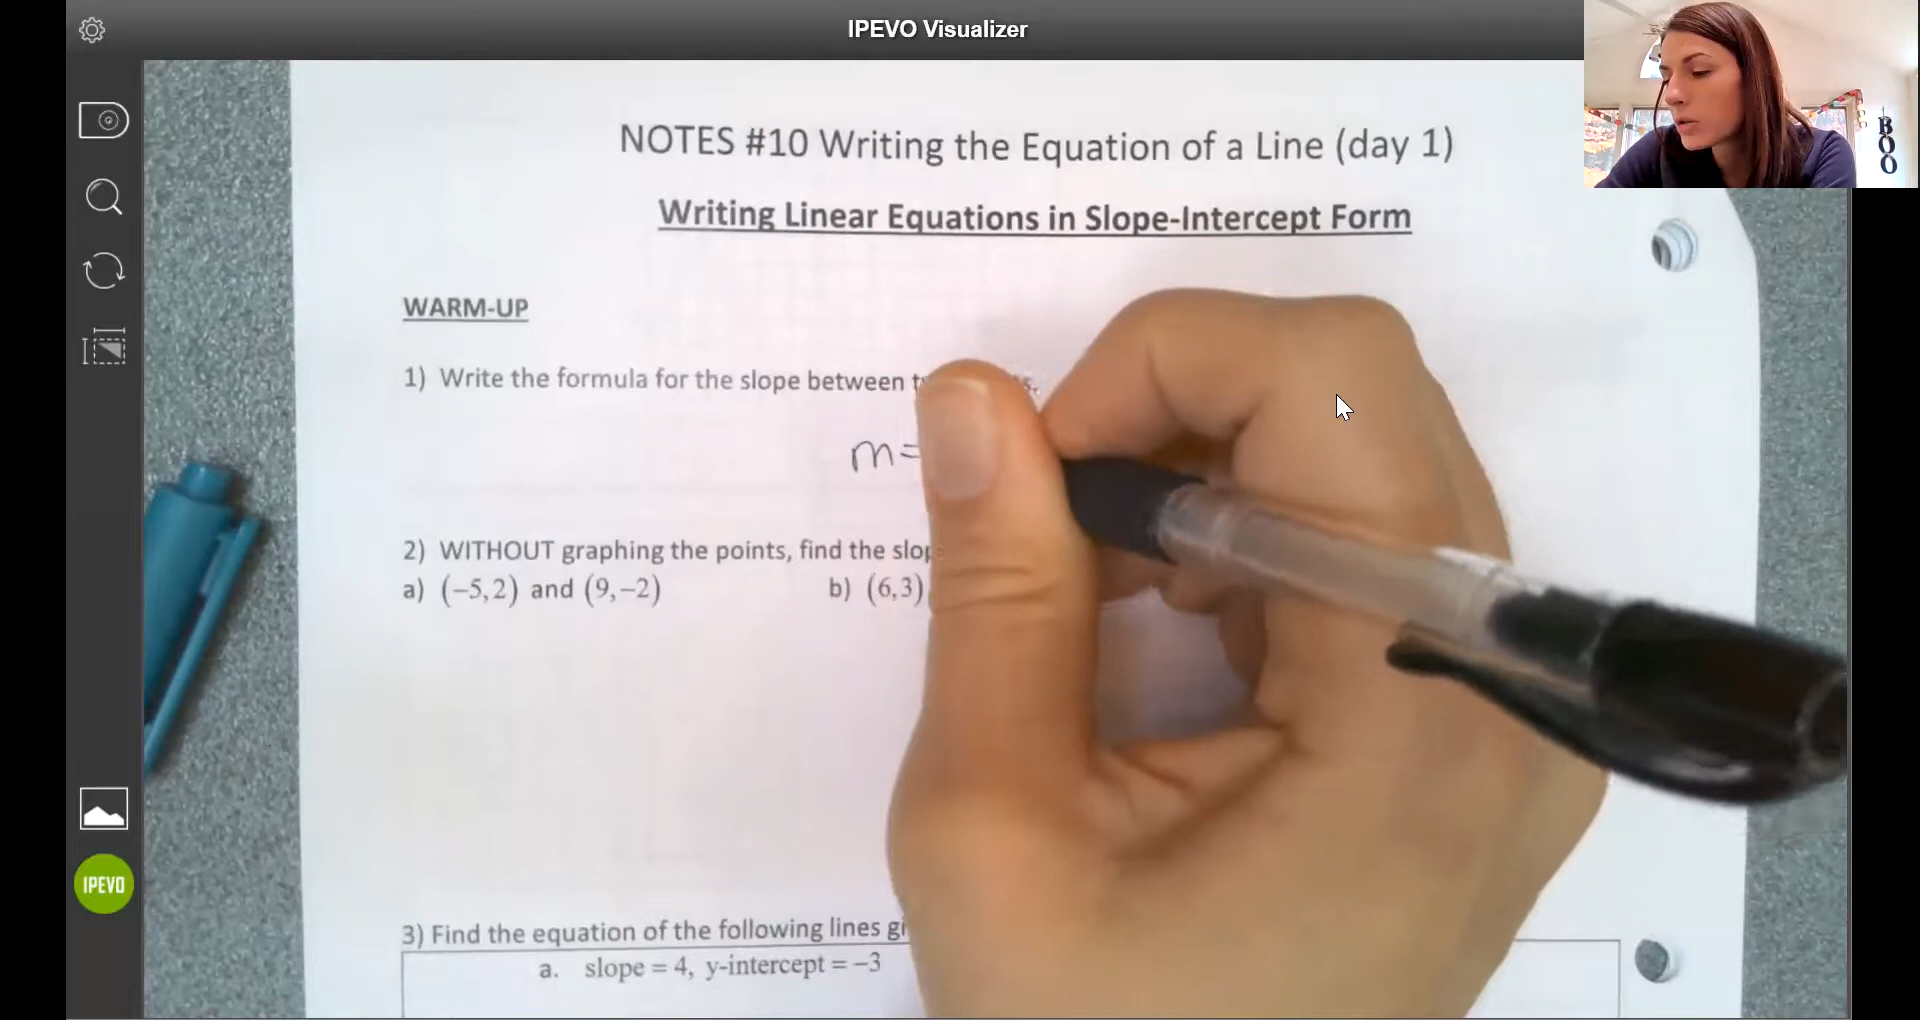 IPEVO Visualizer
NOTES #10 Writing the Equation of a Line (day 1)
Writing Linear Equations in Slope-Intercept Form
WARM-UP
1) Write the formula for the slope between
m=
2) WITHOUT graphing the points, find the
a) (−5,2) and (9,−2) b) (6,3)
3) Find the equation of the following lines
a. slope = 4, y-intercept = −3
IPEVO
BOO